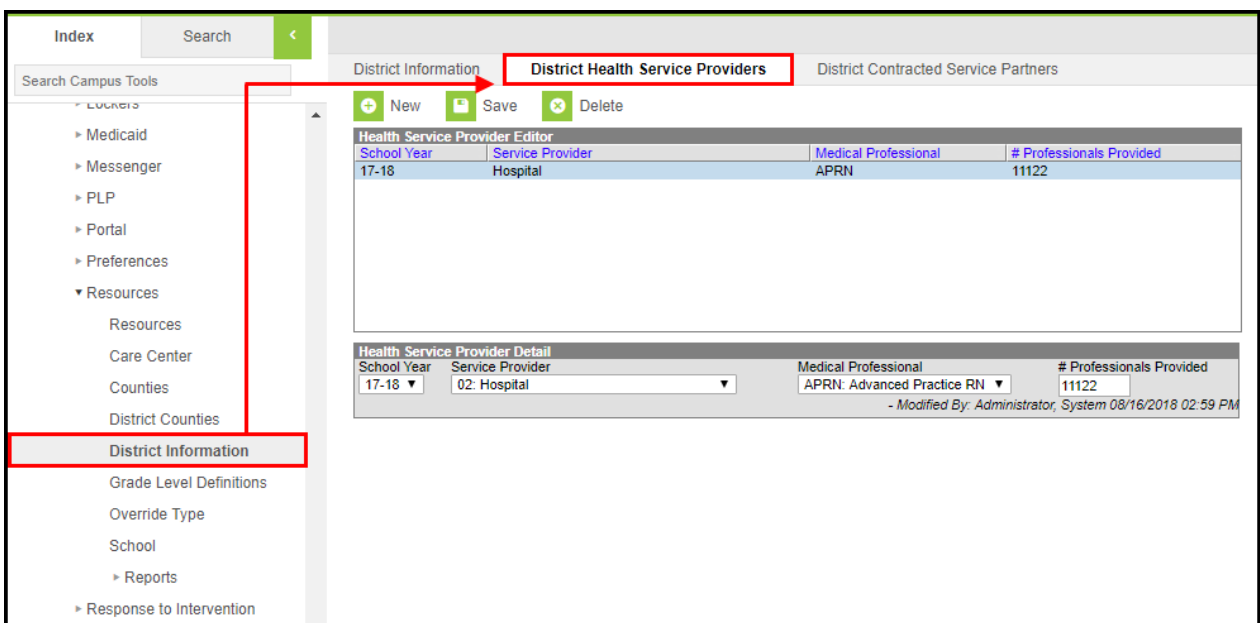 Index
Search
Search Campus Tools
Lockers
Medicaid
Messenger
PLP
Portal
Preferences
Resources
Resources
Care Center
Counties
District Counties
District Information
Grade Level Definitions
Override Type
School
Reports
Response to Intervention
District Information District Health Service Providers District Contracted Service Partners
New Save Delete
Health Service Provider Editor
School Year Service Provider Medical Professional # Professionals Provided
17-18 Hospital APRN 11122
Health Service Provider Detail
School Year Service Provider Medical Professional # Professionals Provided
17-18 02: Hospital APRN: Advanced Practice RN 11122
- Modified By: Administrator, System 08/16/2018 02:59 PM